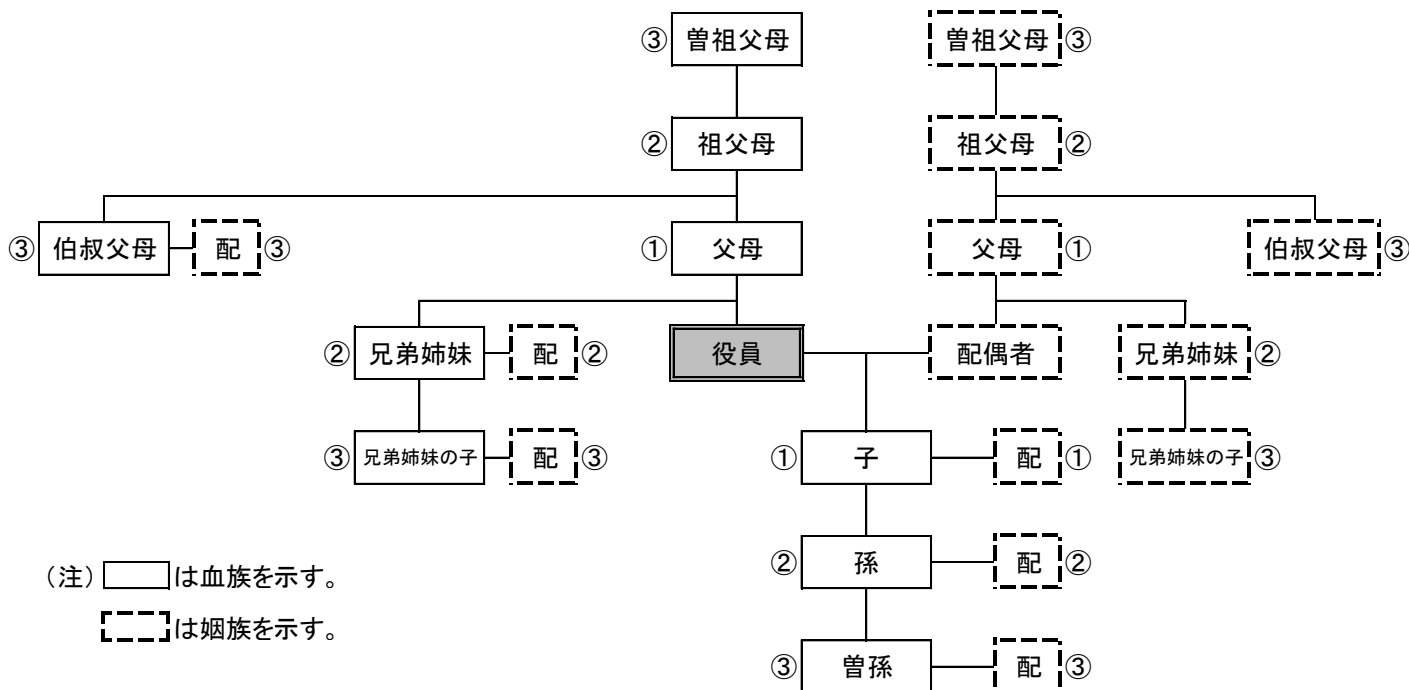 ③ 曽祖父母 曽祖父母 ③
② 祖父母 祖父母 ②
③ 伯叔父母 配 ③ ① 父母 父母 ① 伯叔父母 ③
② 兄弟姉妹 配 ② 役員 配偶者 兄弟姉妹 ②
③ 兄弟姉妹の子 配 ③ ① 子 配 ① 兄弟姉妹の子 ③
② 孫 配 ②
(注) は血族を示す。
は姻族を示す。
③ 曽孫 配 ③